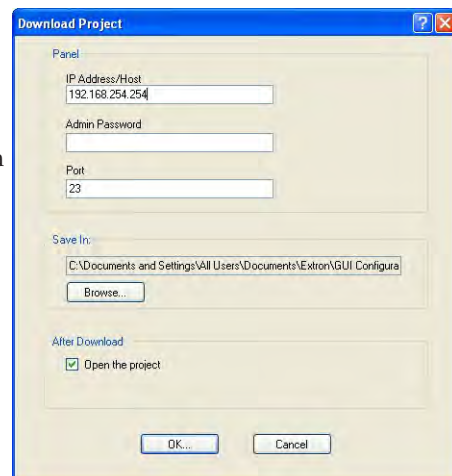 Download Project
Panel
IP Address/Host
192.168.254.254
Admin Password
Port
23
Save In:
C:\Documents and Settings\All Users\Documents\Extron\GUI Configura
Browse...
After Download
Open the project
OK...
Cancel